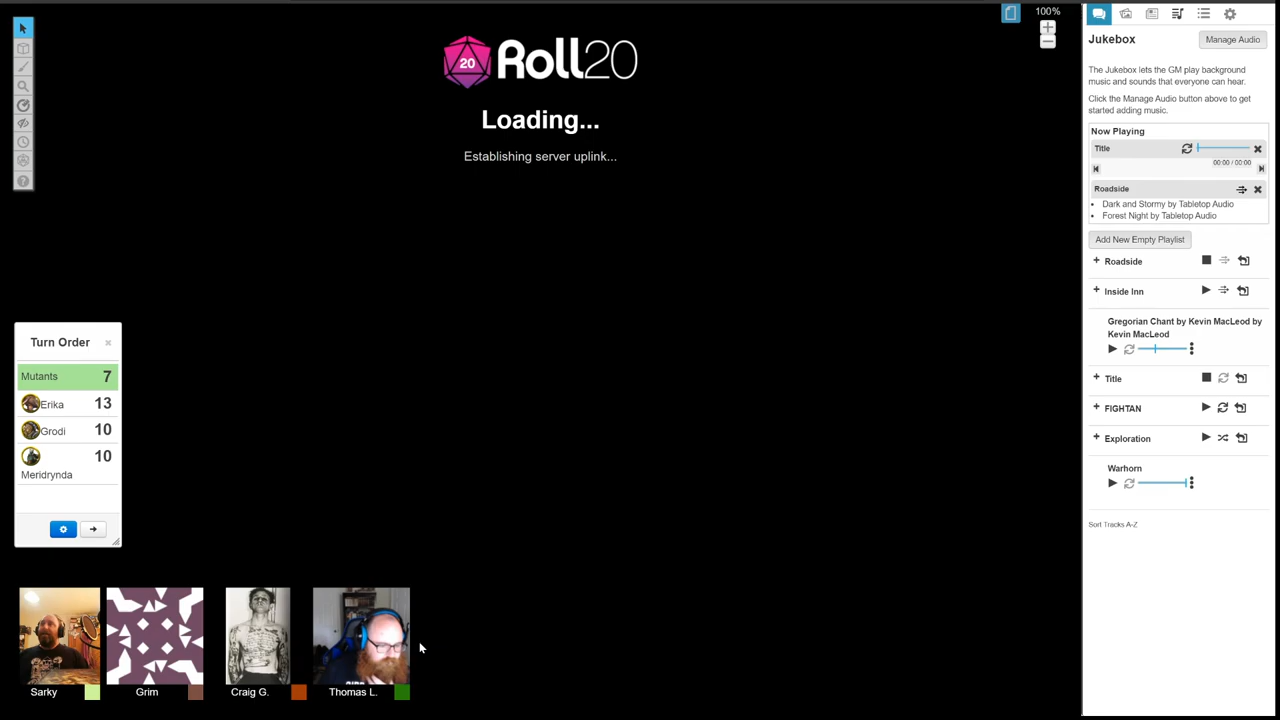 100%
20
Roll20
Loading...
Establishing server uplink...
Jukebox
Manage Audio
The Jukebox lets the GM play background
music and sounds that everyone can hear.
Click the Manage Audio button above to get
started adding music.
Now Playing
Title
00:00 / 00:00
Roadside
Dark and Stormy by Tabletop Audio
Forest Night by Tabletop Audio
Add New Empty Playlist
Roadside
Inside Inn
Gregorian Chant by Kevin MacLeod by
Kevin MacLeod
Title
FIGHTAN
Exploration
Warhorn
Sort Tracks A-Z
Turn Order
Mutants 7
Erika 13
Grodi 10
10
Meridrynda
Sarky
Grim
Craig G.
Thomas L.